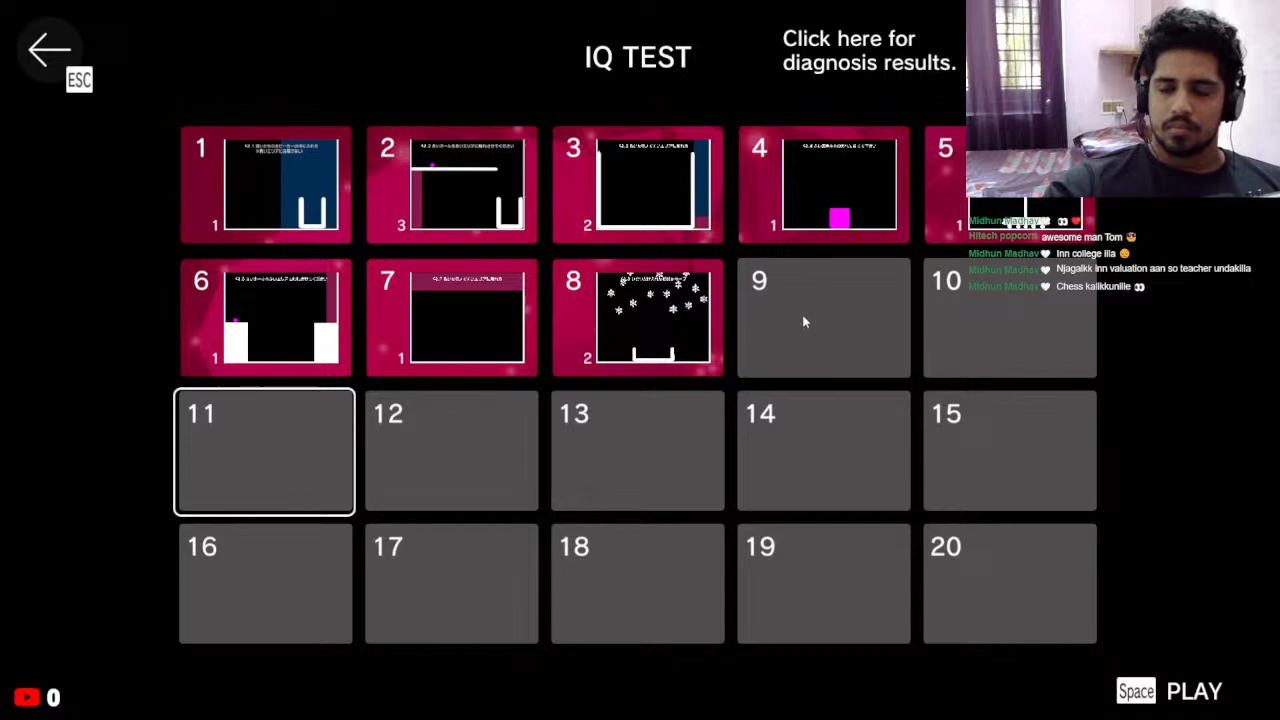 ESC
IQ TEST
Click here for
diagnosis results.
1
1
2
3
3
2
4
1
5
6
1
7
1
8
2
9
10
Midhun Madhav
Hitech popcorn awesome man Tom
Midhun Madhav Inn college illa
Midhun Madhav Njagalkk inn valuation aan so teacher undakilla
Midhun Madhav Chess kalikkunille
11
12
13
14
15
16
17
18
19
20
0
Space PLAY